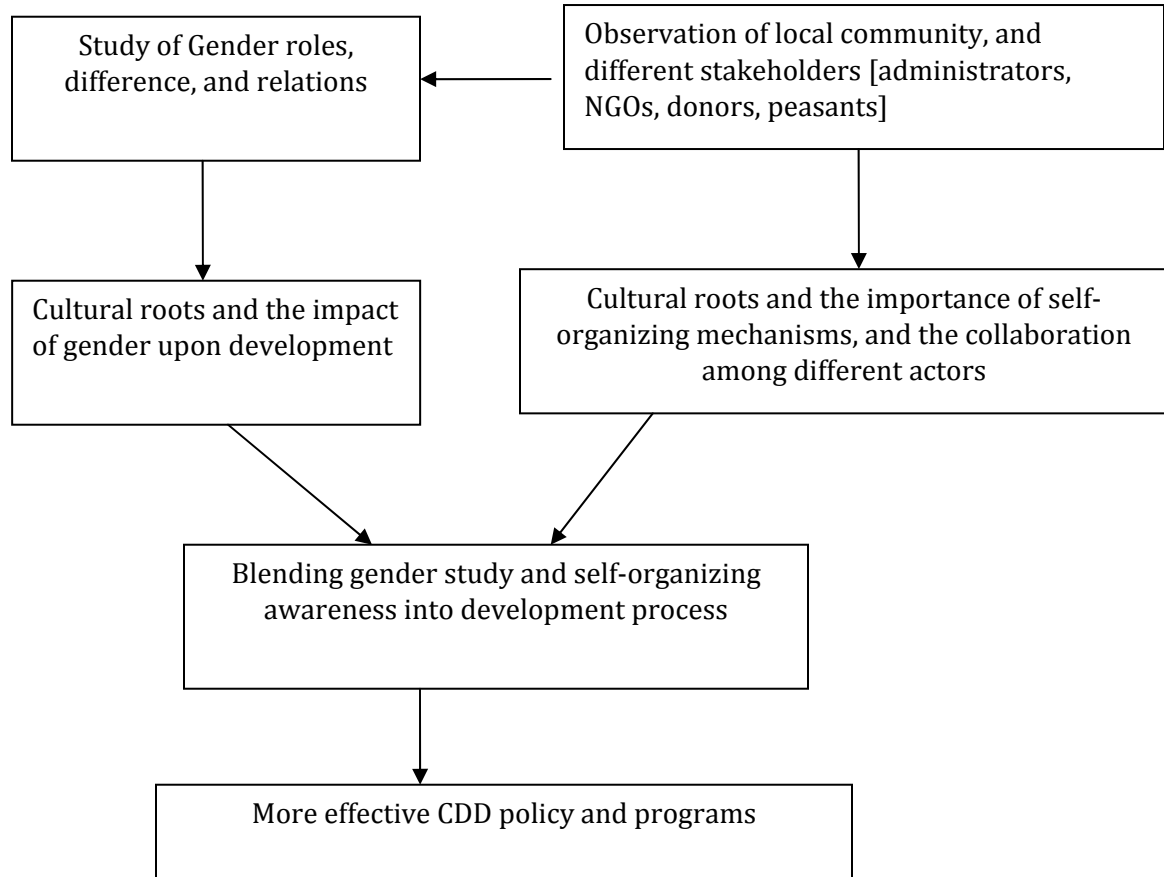 Study of Gender roles,
difference, and relations
Observation of local community, and
different stakeholders [administrators,
NGOs, donors, peasants]
Cultural roots and the impact
of gender upon development
Cultural roots and the importance of self-
organizing mechanisms, and the collaboration
among different actors
Blending gender study and self-organizing
awareness into development process
More effective CDD policy and programs